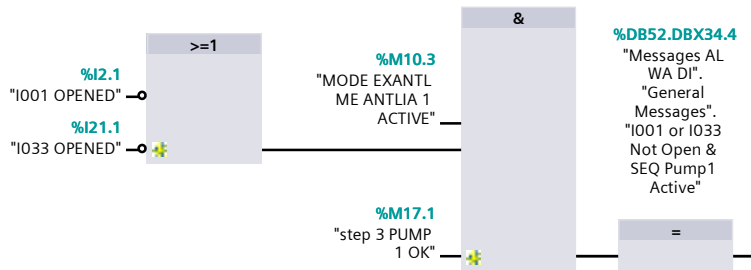 >=1
%I2.1
"I001 OPENED"
%I21.1
"I033 OPENED"
&
%M10.3
"MODE EXANTL
ME ANTLIA 1
ACTIVE"
%M17.1
"step 3 PUMP
1 OK"
%DB52.DBX34.4
"Messages AL
WA DI".
"General
Messages".
"I001 or I033
Not Open &
SEQ Pump1
Active"
=